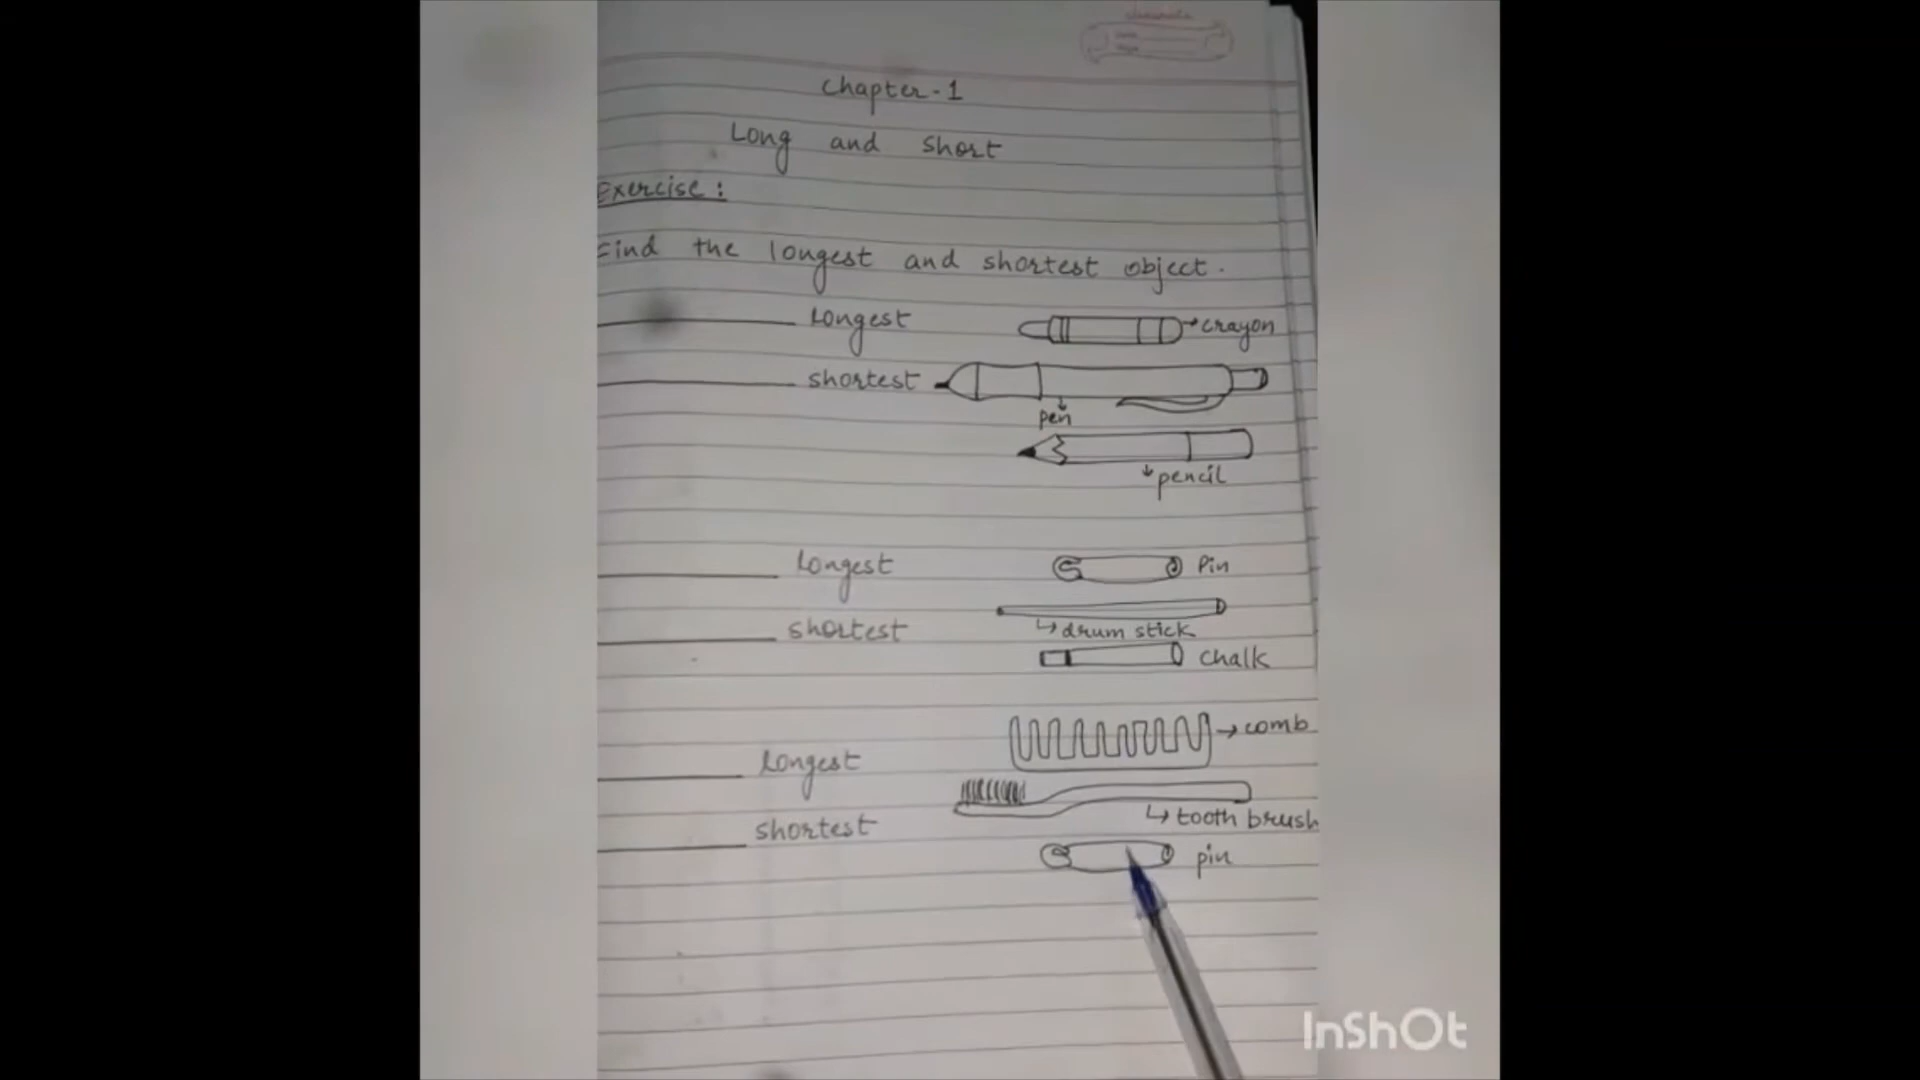 Chapter-1
Long and short
Exercise:
Find the longest and shortest object.
longest
crayon
shortest
pen
pencil
longest
Pin
shortest
drum stick
chalk
comb
longest
tooth brush
shortest
pin
InShOt